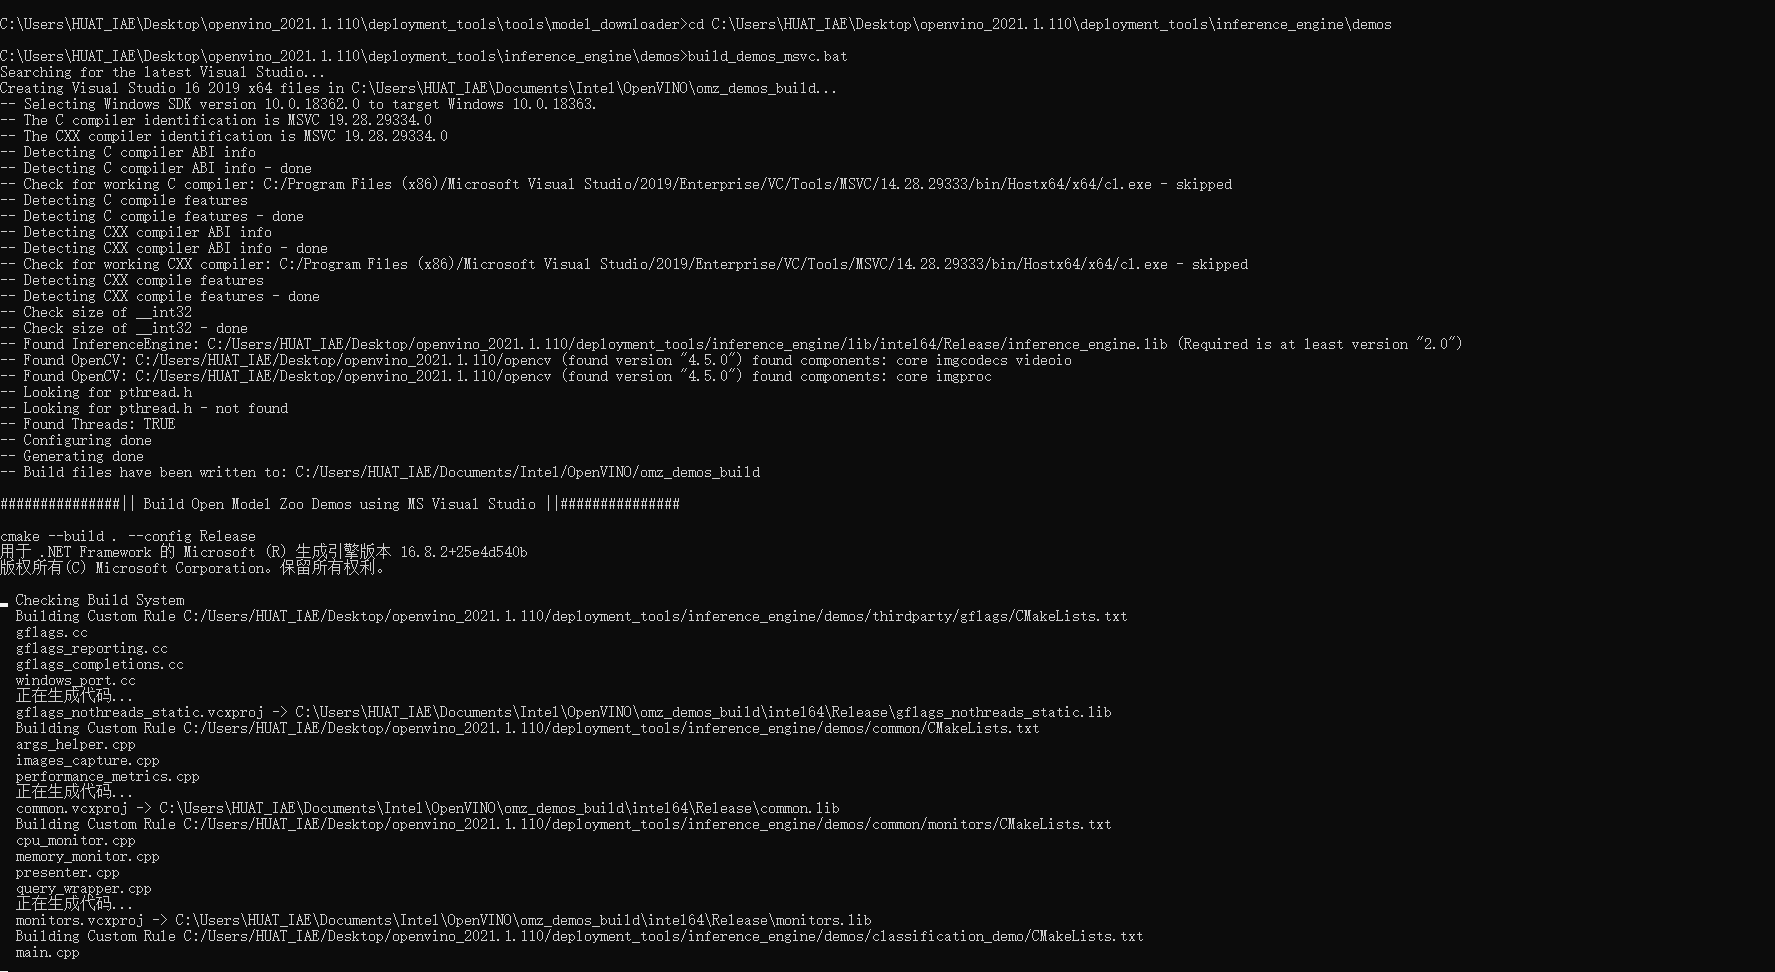 C:\Users\HUAT_IAE\Desktop\openvino_2021.1.110\deployment_tools\tools\model_downloader>cd C:\Users\HUAT_IAE\Desktop\openvino_2021.1.110\deployment_tools\inference_engine\demos
C:\Users\HUAT_IAE\Desktop\openvino_2021.1.110\deployment_tools\inference_engine\demos>build_demos_msvc.bat
Searching for the latest Visual Studio...
Creating Visual Studio 16 2019 x64 files in C:\Users\HUAT_IAE\Documents\Intel\OpenVINO\omz_demos_build...
-- Selecting Windows SDK version 10.0.18362.0 to target Windows 10.0.18363.
-- The C compiler identification is MSVC 19.28.29334.0
-- The CXX compiler identification is MSVC 19.28.29334.0
-- Detecting C compiler ABI info
-- Detecting C compiler ABI info - done
-- Check for working C compiler: C:/Program Files (x86)/Microsoft Visual Studio/2019/Enterprise/VC/Tools/MSVC/14.28.29333/bin/Hostx64/x64/cl.exe - skipped
-- Detecting C compile features
-- Detecting C compile features - done
-- Detecting CXX compiler ABI info
-- Detecting CXX compiler ABI info - done
-- Check for working CXX compiler: C:/Program Files (x86)/Microsoft Visual Studio/2019/Enterprise/VC/Tools/MSVC/14.28.29333/bin/Hostx64/x64/cl.exe - skipped
-- Detecting CXX compile features
-- Detecting CXX compile features - done
-- Check size of __int32
-- Check size of __int32 - done
-- Found InferenceEngine: C:/Users/HUAT_IAE/Desktop/openvino_2021.1.110/deployment_tools/inference_engine/lib/intel64/Release/inference_engine.lib (Required is at least version "2.0")
-- Found OpenCV: C:/Users/HUAT_IAE/Desktop/openvino_2021.1.110/opencv (found version "4.5.0") found components: core imgcodecs videoio
-- Found OpenCV: C:/Users/HUAT_IAE/Desktop/openvino_2021.1.110/opencv (found version "4.5.0") found components: core imgproc
-- Looking for pthread.h
-- Looking for pthread.h - not found
-- Found Threads: TRUE
-- Configuring done
-- Generating done
-- Build files have been written to: C:/Users/HUAT_IAE/Documents/Intel/OpenVINO/omz_demos_build
###############|| Build Open Model Zoo Demos using MS Visual Studio ||###############
cmake --build . --config Release
用于 .NET Framework 的 Microsoft (R) 生成引擎版本 16.8.2+25e4d540b
版权所有(C) Microsoft Corporation。保留所有权利。
Checking Build System
Building Custom Rule C:/Users/HUAT_IAE/Desktop/openvino_2021.1.110/deployment_tools/inference_engine/demos/thirdparty/gflags/CMakeLists.txt
gflags.cc
gflags_reporting.cc
gflags_completions.cc
windows_port.cc
正在生成代码...
gflags_nothreads_static.vcxproj -> C:\Users\HUAT_IAE\Documents\Intel\OpenVINO\omz_demos_build\intel64\Release\gflags_nothreads_static.lib
Building Custom Rule C:/Users/HUAT_IAE/Desktop/openvino_2021.1.110/deployment_tools/inference_engine/demos/common/CMakeLists.txt
args_helper.cpp
images_capture.cpp
performance_metrics.cpp
正在生成代码...
common.vcxproj -> C:\Users\HUAT_IAE\Documents\Intel\OpenVINO\omz_demos_build\intel64\Release\common.lib
Building Custom Rule C:/Users/HUAT_IAE/Desktop/openvino_2021.1.110/deployment_tools/inference_engine/demos/common/monitors/CMakeLists.txt
cpu_monitor.cpp
memory_monitor.cpp
presenter.cpp
query_wrapper.cpp
正在生成代码...
monitors.vcxproj -> C:\Users\HUAT_IAE\Documents\Intel\OpenVINO\omz_demos_build\intel64\Release\monitors.lib
Building Custom Rule C:/Users/HUAT_IAE/Desktop/openvino_2021.1.110/deployment_tools/inference_engine/demos/classification_demo/CMakeLists.txt
main.cpp